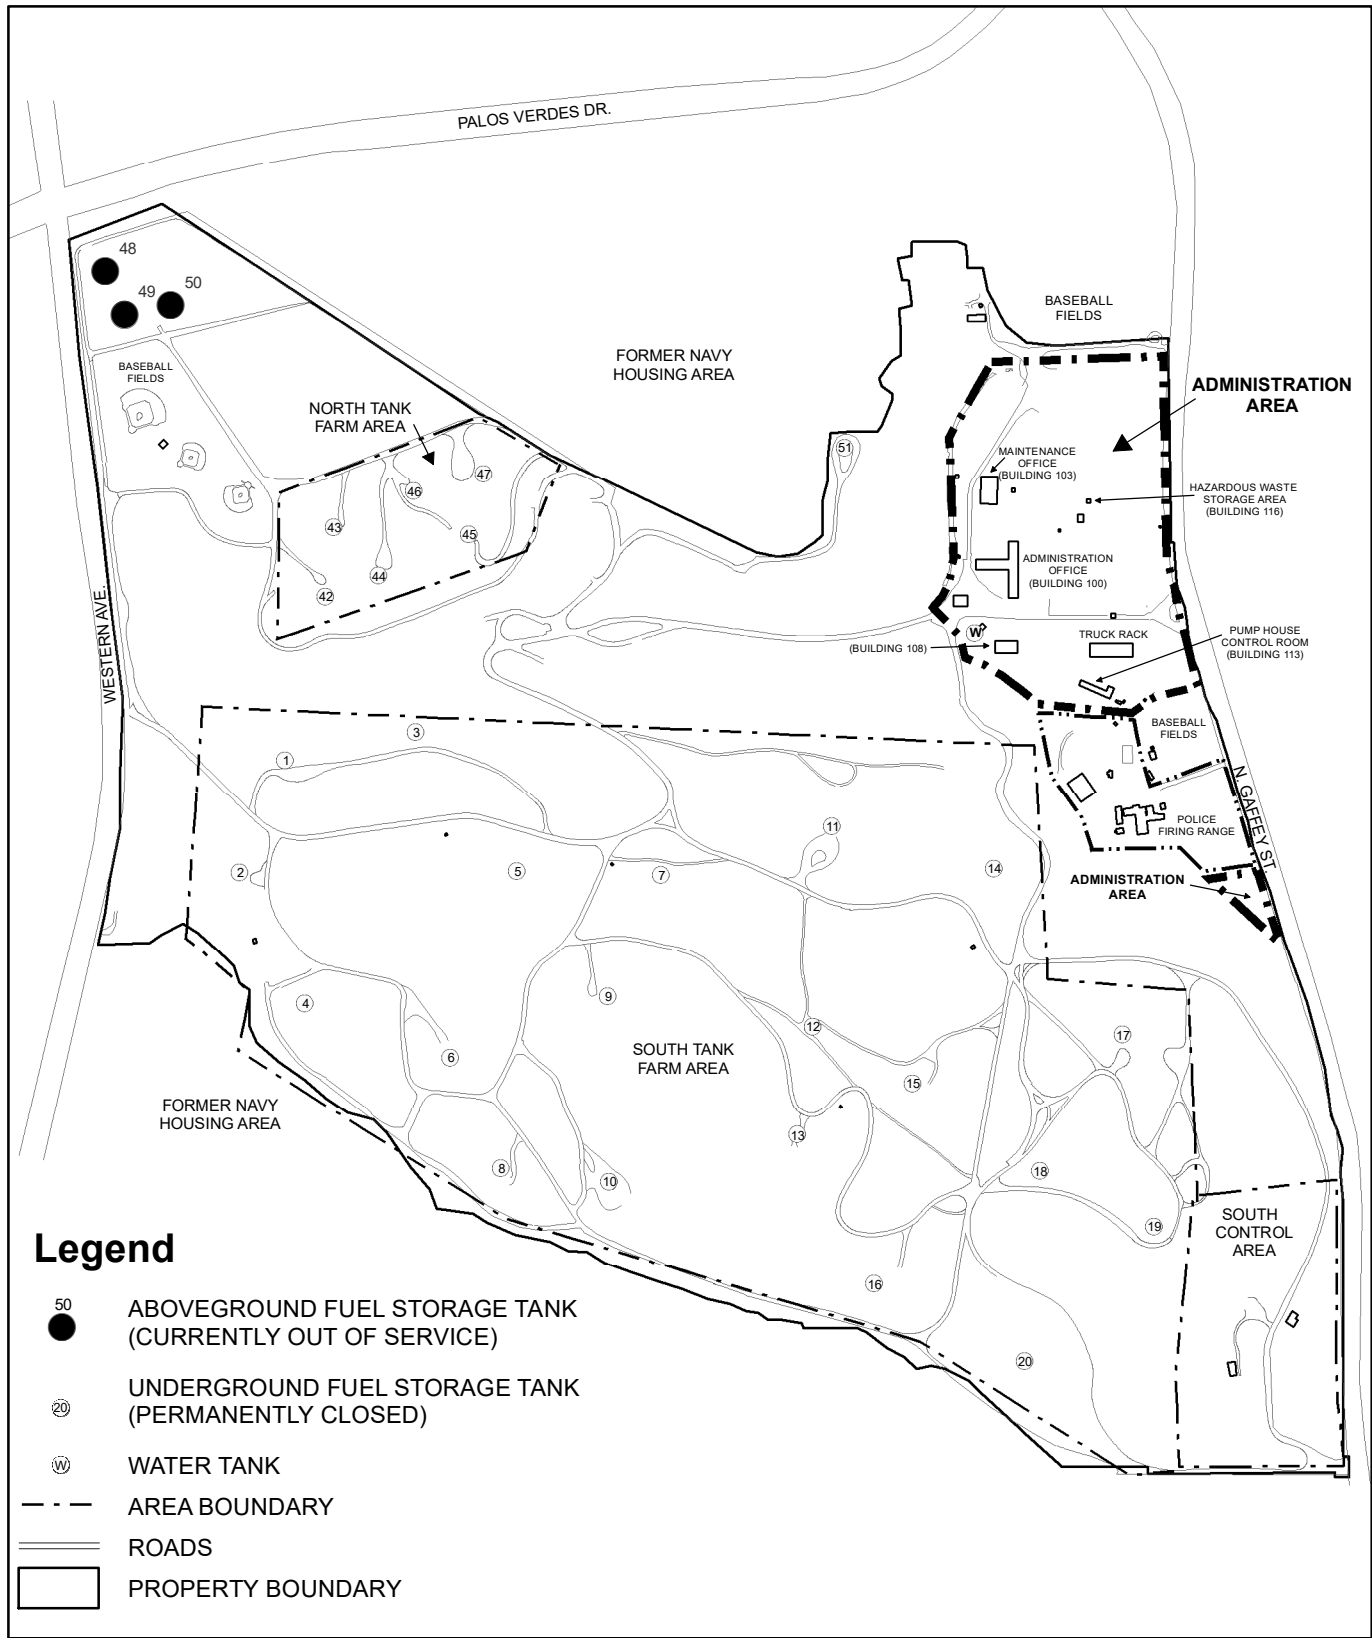 PALOS VERDES DR.
48
49
50
BASEBALL
FIELDS
FORMER NAVY
HOUSING AREA
BASEBALL
FIELDS
ADMINISTRATION
AREA
NORTH TANK
FARM AREA
51
47
46
43
45
44
42
MAINTENANCE
OFFICE
(BUILDING 103)
HAZARDOUS WASTE
STORAGE AREA
(BUILDING 116)
ADMINISTRATION
OFFICE
(BUILDING 100)
WESTERN AVE.
W
(BUILDING 108)
TRUCK RACK
PUMP HOUSE
CONTROL ROOM
(BUILDING 113)
BASEBALL
FIELDS
N. GAFFEY ST.
POLICE
FIRING RANGE
ADMINISTRATION
AREA
3
1
11
2
5
7
14
4
9
6
12
17
SOUTH TANK
FARM AREA
15
FORMER NAVY
HOUSING AREA
13
8
10
18
19
SOUTH
CONTROL
AREA
16
20
Legend
50
ABOVEGROUND FUEL STORAGE TANK
(CURRENTLY OUT OF SERVICE)
20
UNDERGROUND FUEL STORAGE TANK
(PERMANENTLY CLOSED)
W
WATER TANK
AREA BOUNDARY
ROADS
PROPERTY BOUNDARY